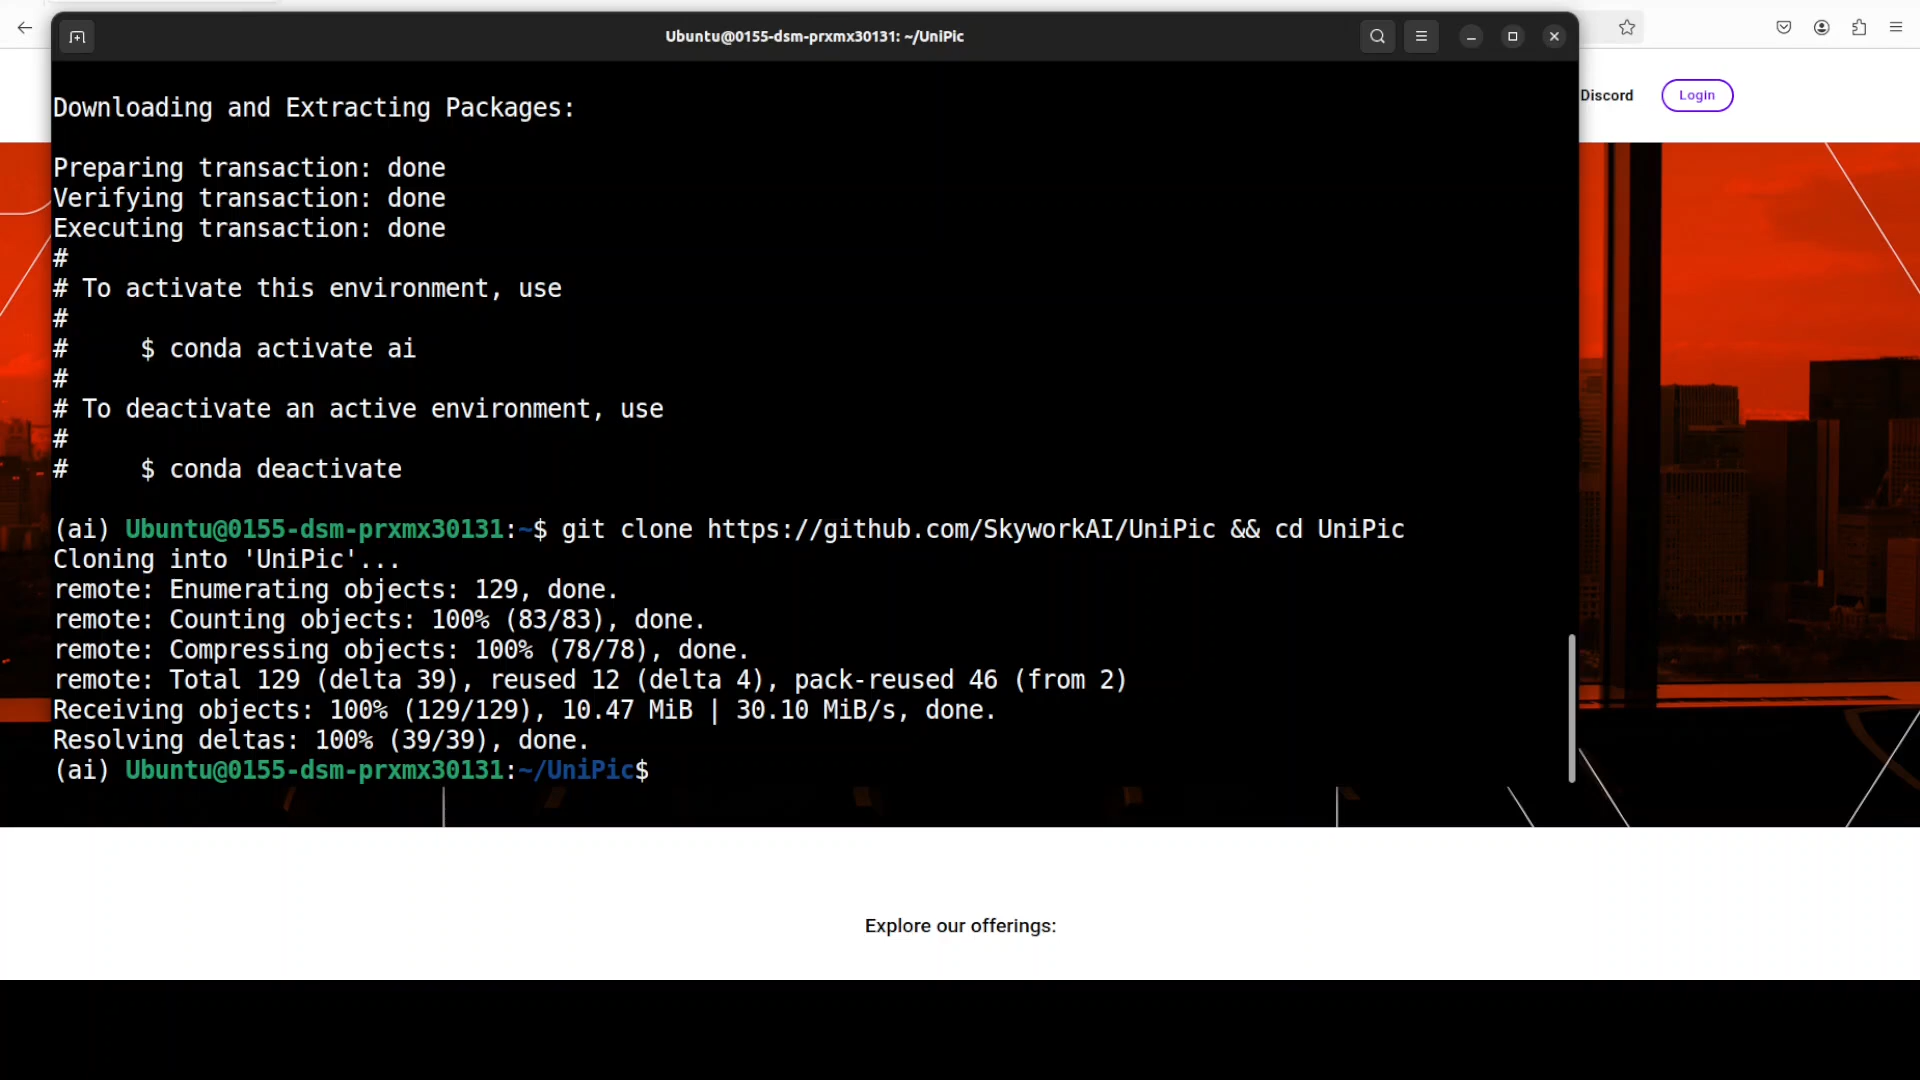 Ubuntu@0155-dsm-prxmx30131: ~/UniPic
Discord
Login
Downloading and Extracting Packages:
Preparing transaction: done
Verifying transaction: done
Executing transaction: done
#
# To activate this environment, use
#
#     $ conda activate ai
#
# To deactivate an active environment, use
#
#     $ conda deactivate
(ai) Ubuntu@0155-dsm-prxmx30131:~$ git clone https://github.com/SkyworkAI/UniPic && cd UniPic
Cloning into 'UniPic'...
remote: Enumerating objects: 129, done.
remote: Counting objects: 100% (83/83), done.
remote: Compressing objects: 100% (78/78), done.
remote: Total 129 (delta 39), reused 12 (delta 4), pack-reused 46 (from 2)
Receiving objects: 100% (129/129), 10.47 MiB | 30.10 MiB/s, done.
Resolving deltas: 100% (39/39), done.
(ai) Ubuntu@0155-dsm-prxmx30131:~/UniPic$
Explore our offerings: